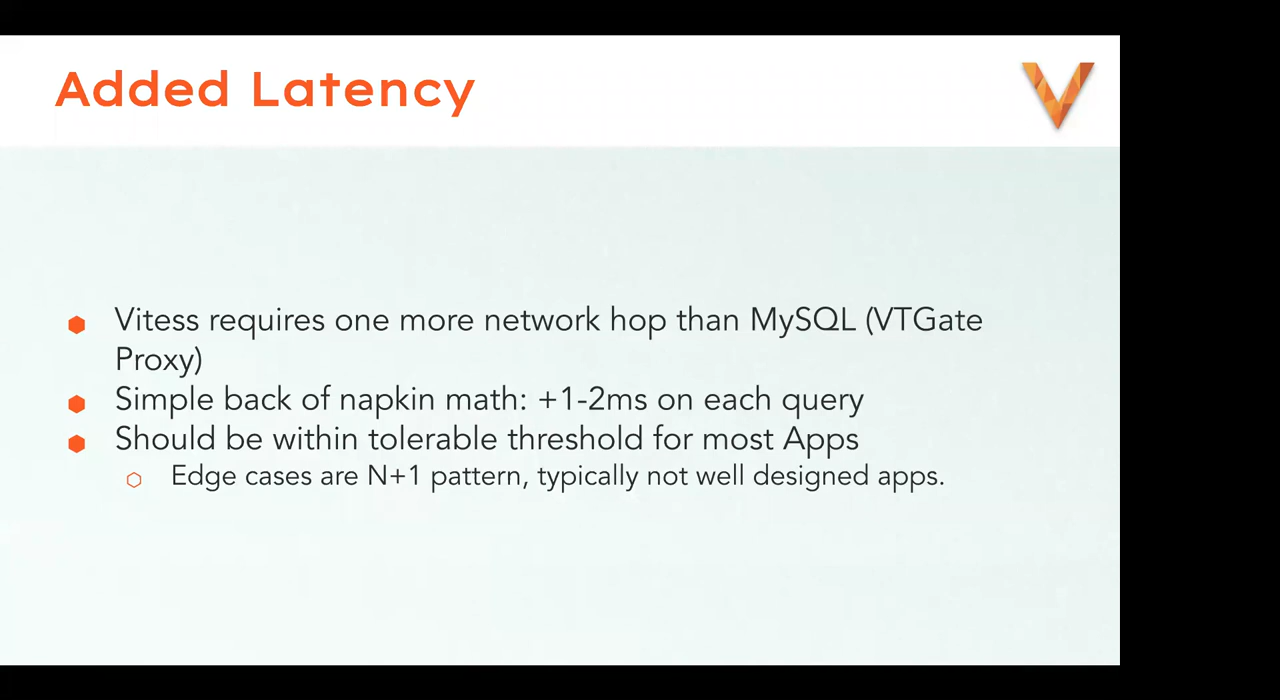 Added Latency
Vitess requires one more network hop than MySQL (VTGate
Proxy)
Simple back of napkin math: +1-2ms on each query
Should be within tolerable threshold for most Apps
Edge cases are N+1 pattern, typically not well designed apps.